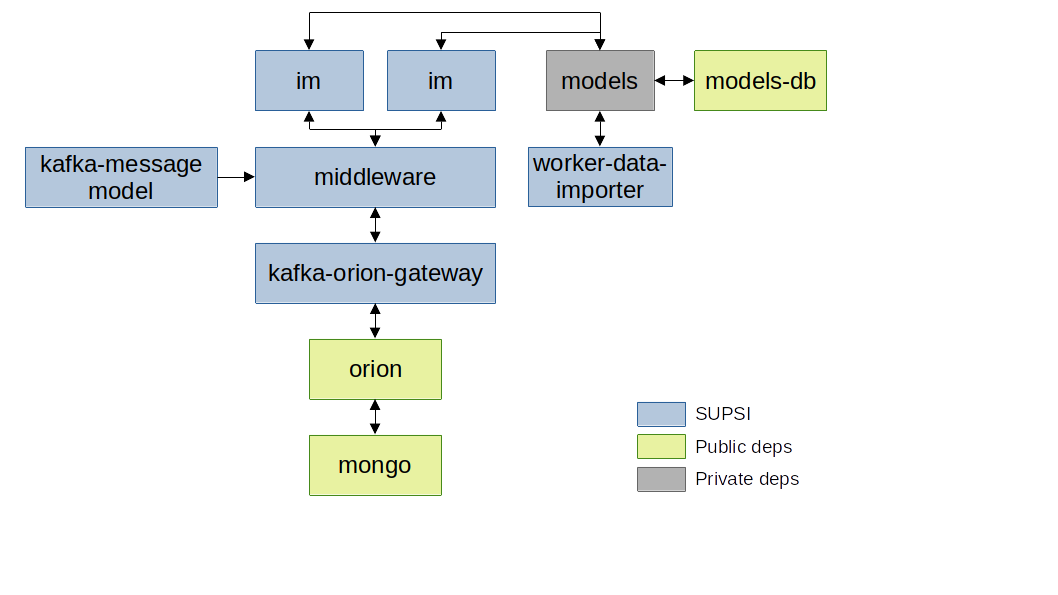 im
im
models
models-db
kafka-message
model
middleware
worker-data-
importer
kafka-orion-gateway
orion
mongo
SUPSI
Public deps
Private deps